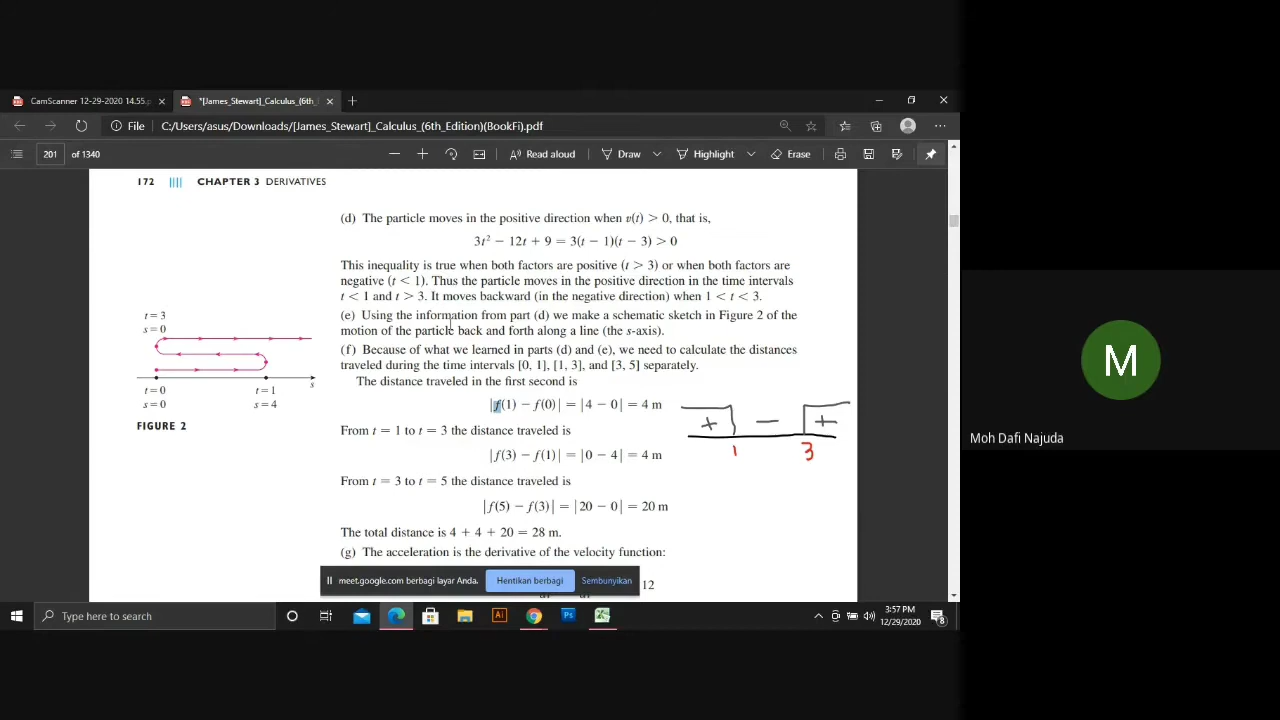 CamScanner 12-29-2020 14.55.p
*[James_Stewart]_Calculus_(6th_E
File
C:/Users/asus/Downloads/[James_Stewart]_Calculus_(6th_Edition)(BookFi).pdf
201 of 1340
Read aloud
Draw
Highlight
Erase
172 CHAPTER 3 DERIVATIVES
(d) The particle moves in the positive direction when v(t) > 0, that is,
3t² − 12t + 9 = 3(t − 1)(t − 3) > 0
This inequality is true when both factors are positive (t > 3) or when both factors are
negative (t < 1). Thus the particle moves in the positive direction in the time intervals
t < 1 and t > 3. It moves backward (in the negative direction) when 1 < t < 3.
(e) Using the information from part (d) we make a schematic sketch in Figure 2 of the
motion of the particle back and forth along a line (the s-axis).
(f) Because of what we learned in parts (d) and (e), we need to calculate the distances
traveled during the time intervals [0, 1], [1, 3], and [3, 5] separately.
The distance traveled in the first second is
|f(1) − f(0)| = |4 − 0| = 4 m
From t = 1 to t = 3 the distance traveled is
|f(3) − f(1)| = |0 − 4| = 4 m
From t = 3 to t = 5 the distance traveled is
|f(5) − f(3)| = |20 − 0| = 20 m
The total distance is 4 + 4 + 20 = 28 m.
(g) The acceleration is the derivative of the velocity function:
12
t = 3
s = 0
s
t = 0 t = 1
s = 0 s = 4
FIGURE 2
+ − +
1 3
meet.google.com berbagi layar Anda.
Hentikan berbagi
Sembunyikan
Type here to search
Ai
Ps
3:57 PM
12/29/2020
8
M
Moh Dafi Najuda